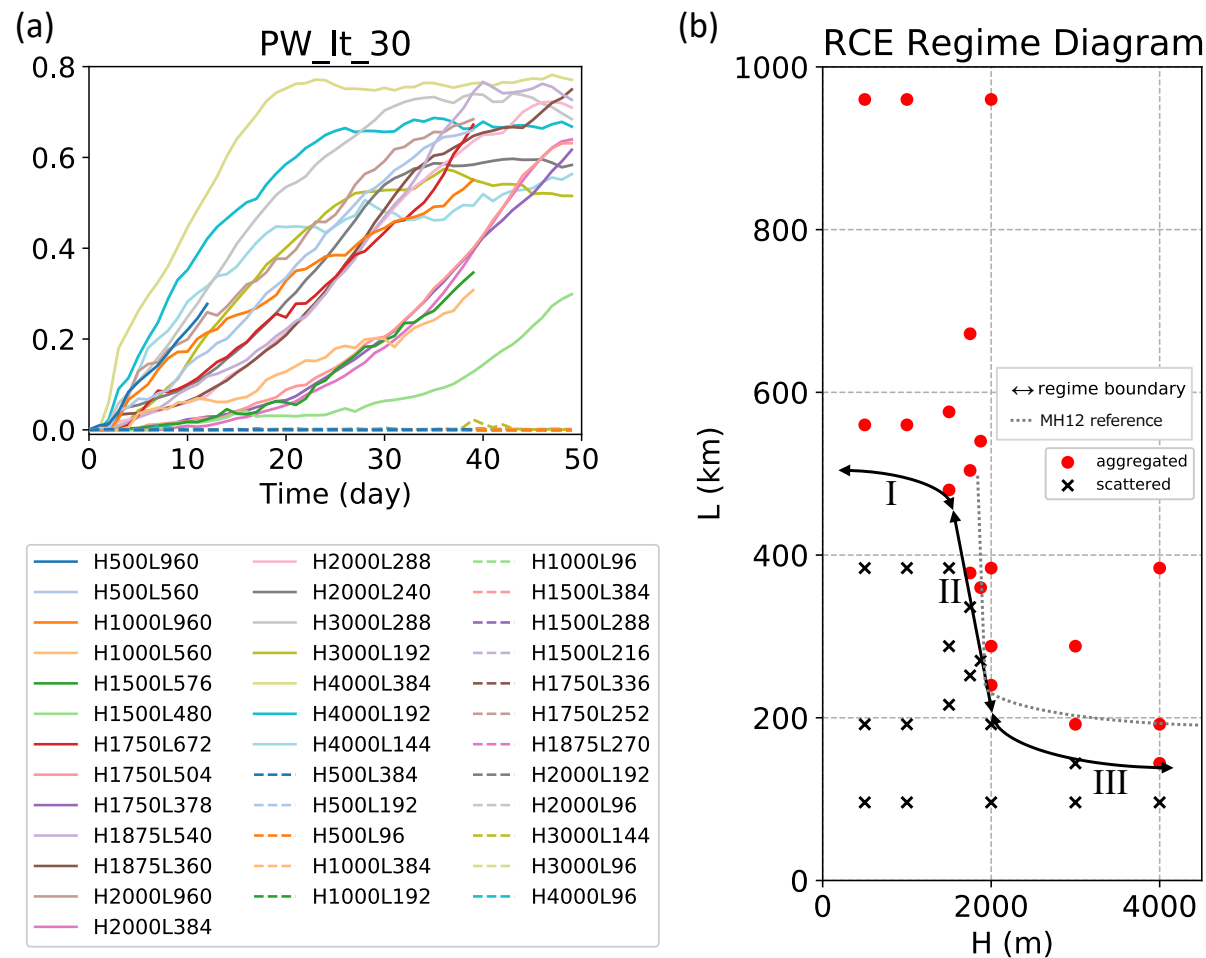 (a)
PW_lt_30
0.8
0.6
0.4
0.2
0.0
0 10 20 30 40 50
Time (day)
H500L960
H500L560
H1000L960
H1000L560
H1500L576
H1500L480
H1750L672
H1750L504
H1750L378
H1875L540
H1875L360
H2000L960
H2000L384
H2000L288
H2000L240
H3000L288
H3000L192
H4000L384
H4000L192
H4000L144
H500L384
H500L192
H500L96
H1000L384
H1000L192
H1000L96
H1500L384
H1500L288
H1500L216
H1750L336
H1750L252
H1875L270
H2000L192
H2000L96
H3000L144
H3000L96
H4000L96
(b)
RCE Regime Diagram
1000
800
600
400
200
0
L (km)
0 2000 4000
H (m)
↔ regime boundary
MH12 reference
aggregated
scattered
I
II
III